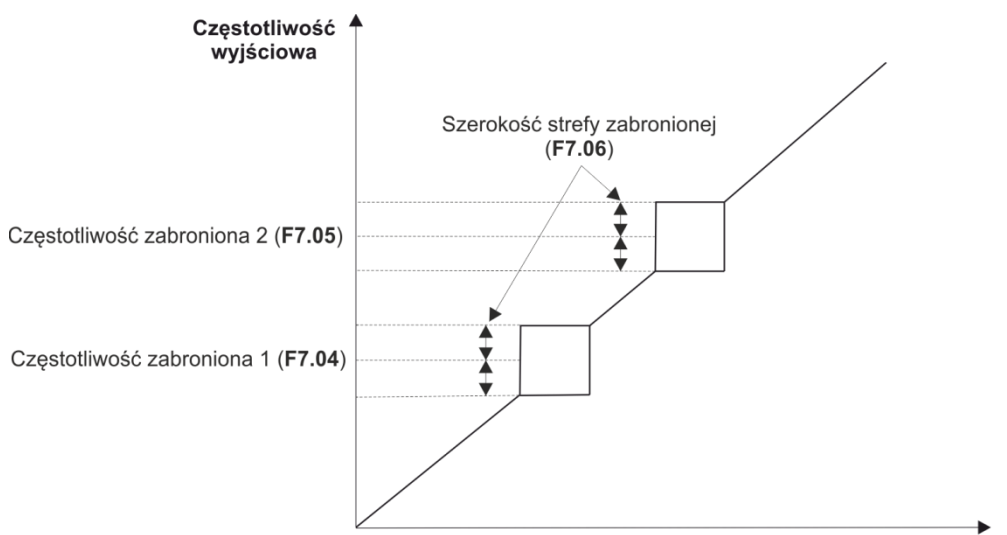 Częstotliwość
wyjściowa
Szerokość strefy zabronionej
(F7.06)
Częstotliwość zabroniona 2 (F7.05)
Częstotliwość zabroniona 1 (F7.04)